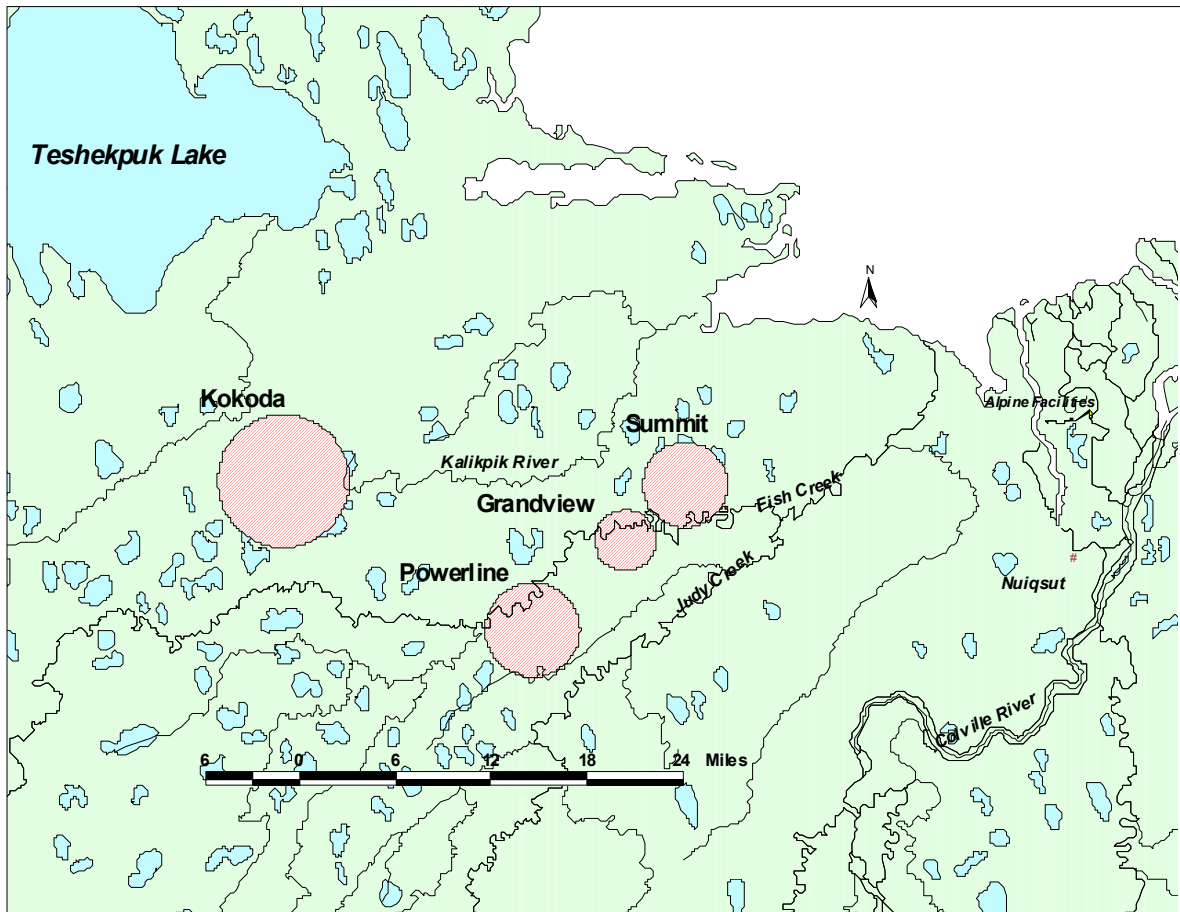 Teshekpuk Lake
N
Kokoda
Alpine Facilities
Summit
Kalikpik River
Fish Creek
Grandview
Powerline
Judy Creek
#
Nuiqsut
Colville River
6 0 6 12 18 24 Miles